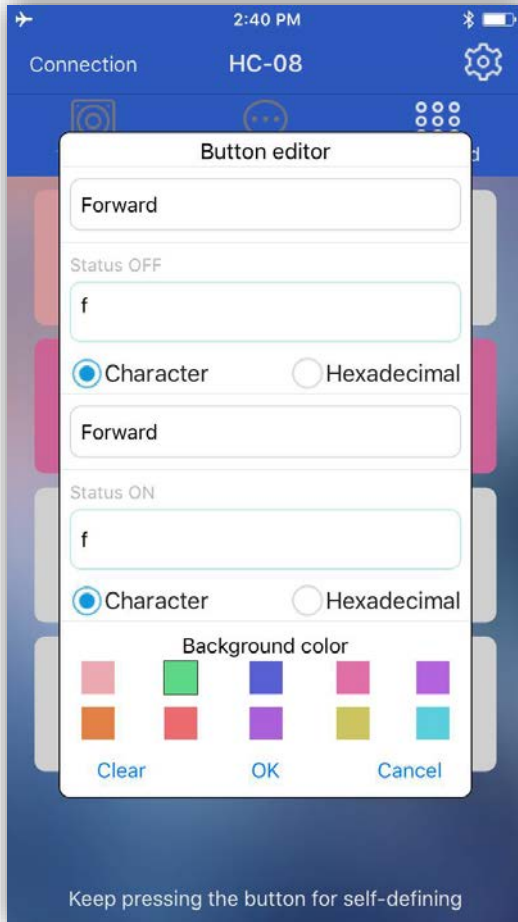 2:40 PM
Connection HC-08
Button editor
Forward
Status OFF
f
Character Hexadecimal
Forward
Status ON
f
Character Hexadecimal
Background color
Clear OK Cancel
Keep pressing the button for self-defining